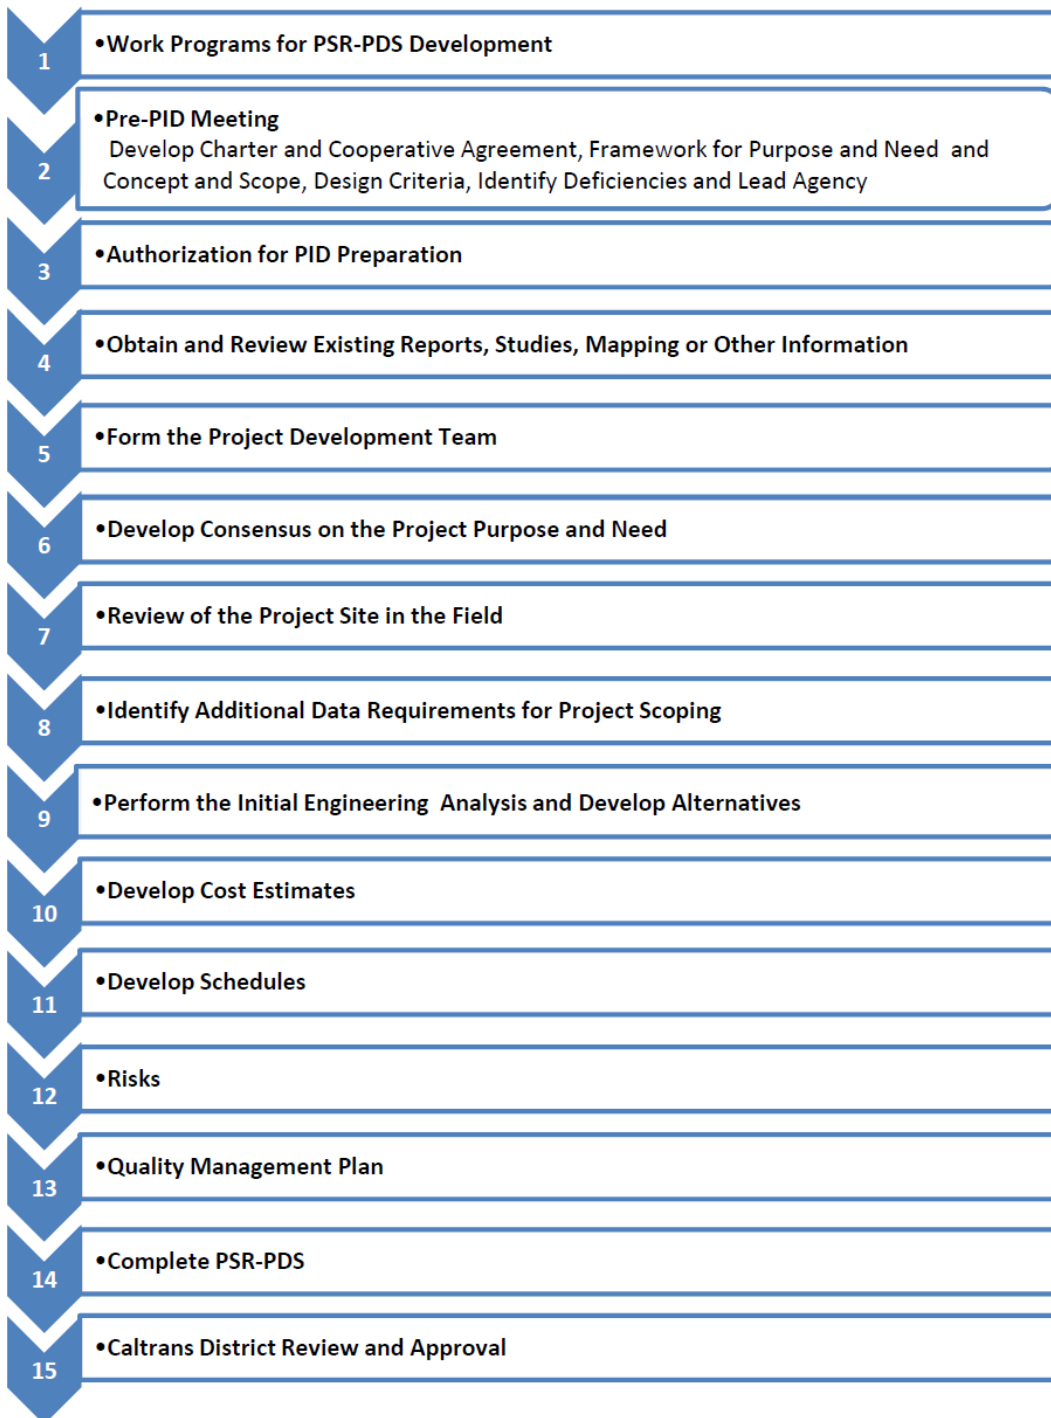 1
•Work Programs for PSR-PDS Development
2
•Pre-PID Meeting
Develop Charter and Cooperative Agreement, Framework for Purpose and Need and
Concept and Scope, Design Criteria, Identify Deficiencies and Lead Agency
3
•Authorization for PID Preparation
4
•Obtain and Review Existing Reports, Studies, Mapping or Other Information
5
•Form the Project Development Team
6
•Develop Consensus on the Project Purpose and Need
7
•Review of the Project Site in the Field
8
•Identify Additional Data Requirements for Project Scoping
9
•Perform the Initial Engineering Analysis and Develop Alternatives
10
•Develop Cost Estimates
11
•Develop Schedules
12
•Risks
13
•Quality Management Plan
14
•Complete PSR-PDS
15
•Caltrans District Review and Approval